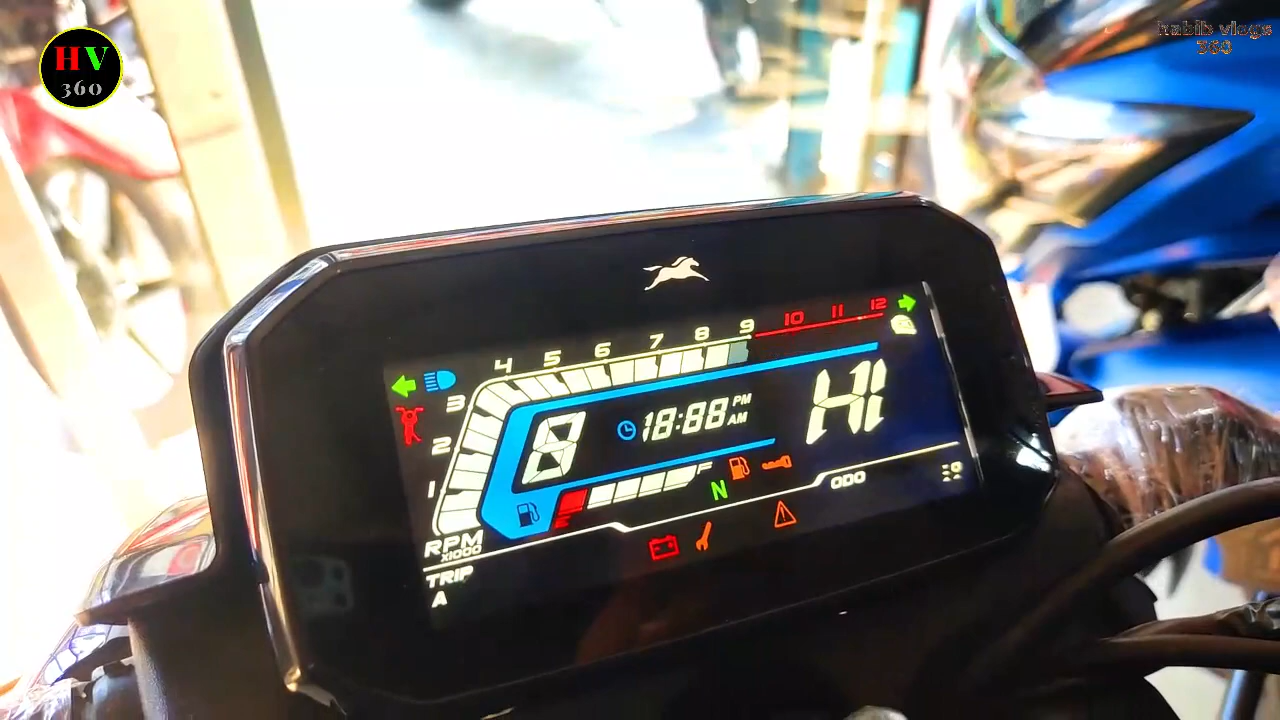 HV
360
habib vlogs
360
4 5 6 7 8 9 10 11 12
3
2
1
8
18:88 PM
AM
HI
F
E
N
ODO
RPM
X1000
TRIP
A